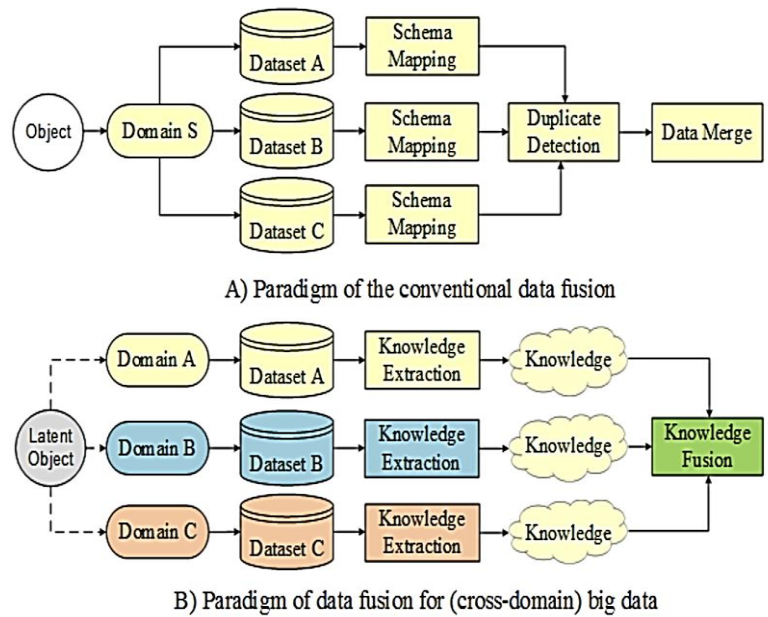 Object
Domain S
Dataset A
Schema
Mapping
Dataset B
Schema
Mapping
Dataset C
Schema
Mapping
Duplicate
Detection
Data Merge
A) Paradigm of the conventional data fusion
Latent
Object
Domain A
Dataset A
Knowledge
Extraction
Knowledge
Domain B
Dataset B
Knowledge
Extraction
Knowledge
Domain C
Dataset C
Knowledge
Extraction
Knowledge
Knowledge
Fusion
B) Paradigm of data fusion for (cross-domain) big data